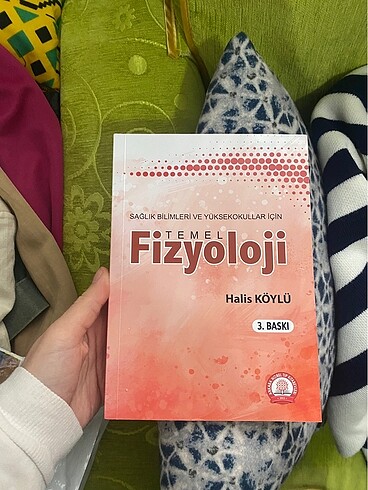 SAĞLIK BİLİMLERİ VE YÜKSEKOKULLAR İÇİN
TEMEL
Fizyoloji
Halis KÖYLÜ
3. BASKI